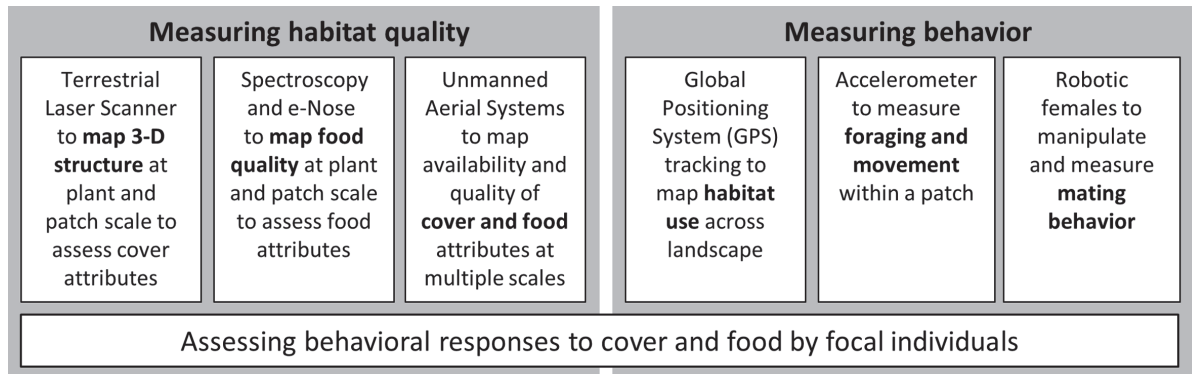 Measuring habitat quality
Terrestrial
Laser Scanner
to map 3-D
structure at
plant and
patch scale to
assess cover
attributes
Spectroscopy
and e-Nose
to map food
quality at plant
and patch scale
to assess food
attributes
Unmanned
Aerial Systems
to map
availability and
quality of
cover and food
attributes at
multiple scales
Measuring behavior
Global
Positioning
System (GPS)
tracking to
map habitat
use across
landscape
Accelerometer
to measure
foraging and
movement
within a patch
Robotic
females to
manipulate
and measure
mating
behavior
Assessing behavioral responses to cover and food by focal individuals